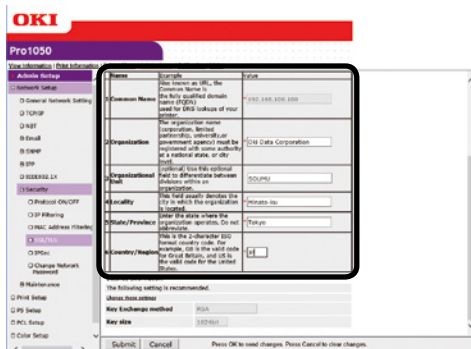 OKI
Pro1050
View Information | Print Information
Admin Setup
Network Setup
General Network Setting
TCP/IP
NBT
Email
SNMP
IEEE802.1X
Security
Protocol ON/OFF
IP Filtering
MAC Address Filtering
SSL/TLS
IPSec
Change Network
Password
Maintenance
Print Setup
PS Setup
PCL Setup
Color Setup
Name Example Value
1 Common Name
Also known as URL, the
Common Name is
the fully qualified domain
name (FQDN)
used for DNS lookups of your
printer.
*192.168.100.100
2 Organization
The organization name
(corporation, limited
partnership, university,or
government agency) must be
registered with some authority
at a national state, or city
level.
*Oki Data Corporation
3 Organizational
Unit
(optional) Use this optional
field to differentiate between
divisions within an
organization.
SOUMU
4 Locality
This field usually denotes the
city in which the organization
is located.
*Minato-ku
5 State/Province
Enter the state where the
organization operates. Do not
abbreviate.
*Tokyo
6 Country/Region
This is the 2-character ISO
format country code. For
example, GB is the valid code
for Great Britain, and US is
the valid code for the United
States.
The following setting is recommended.
Change these settings
Key Exchange method RSA
Key size 1024bit
Submit Cancel Press OK to send changes. Press Cancel to clear changes.